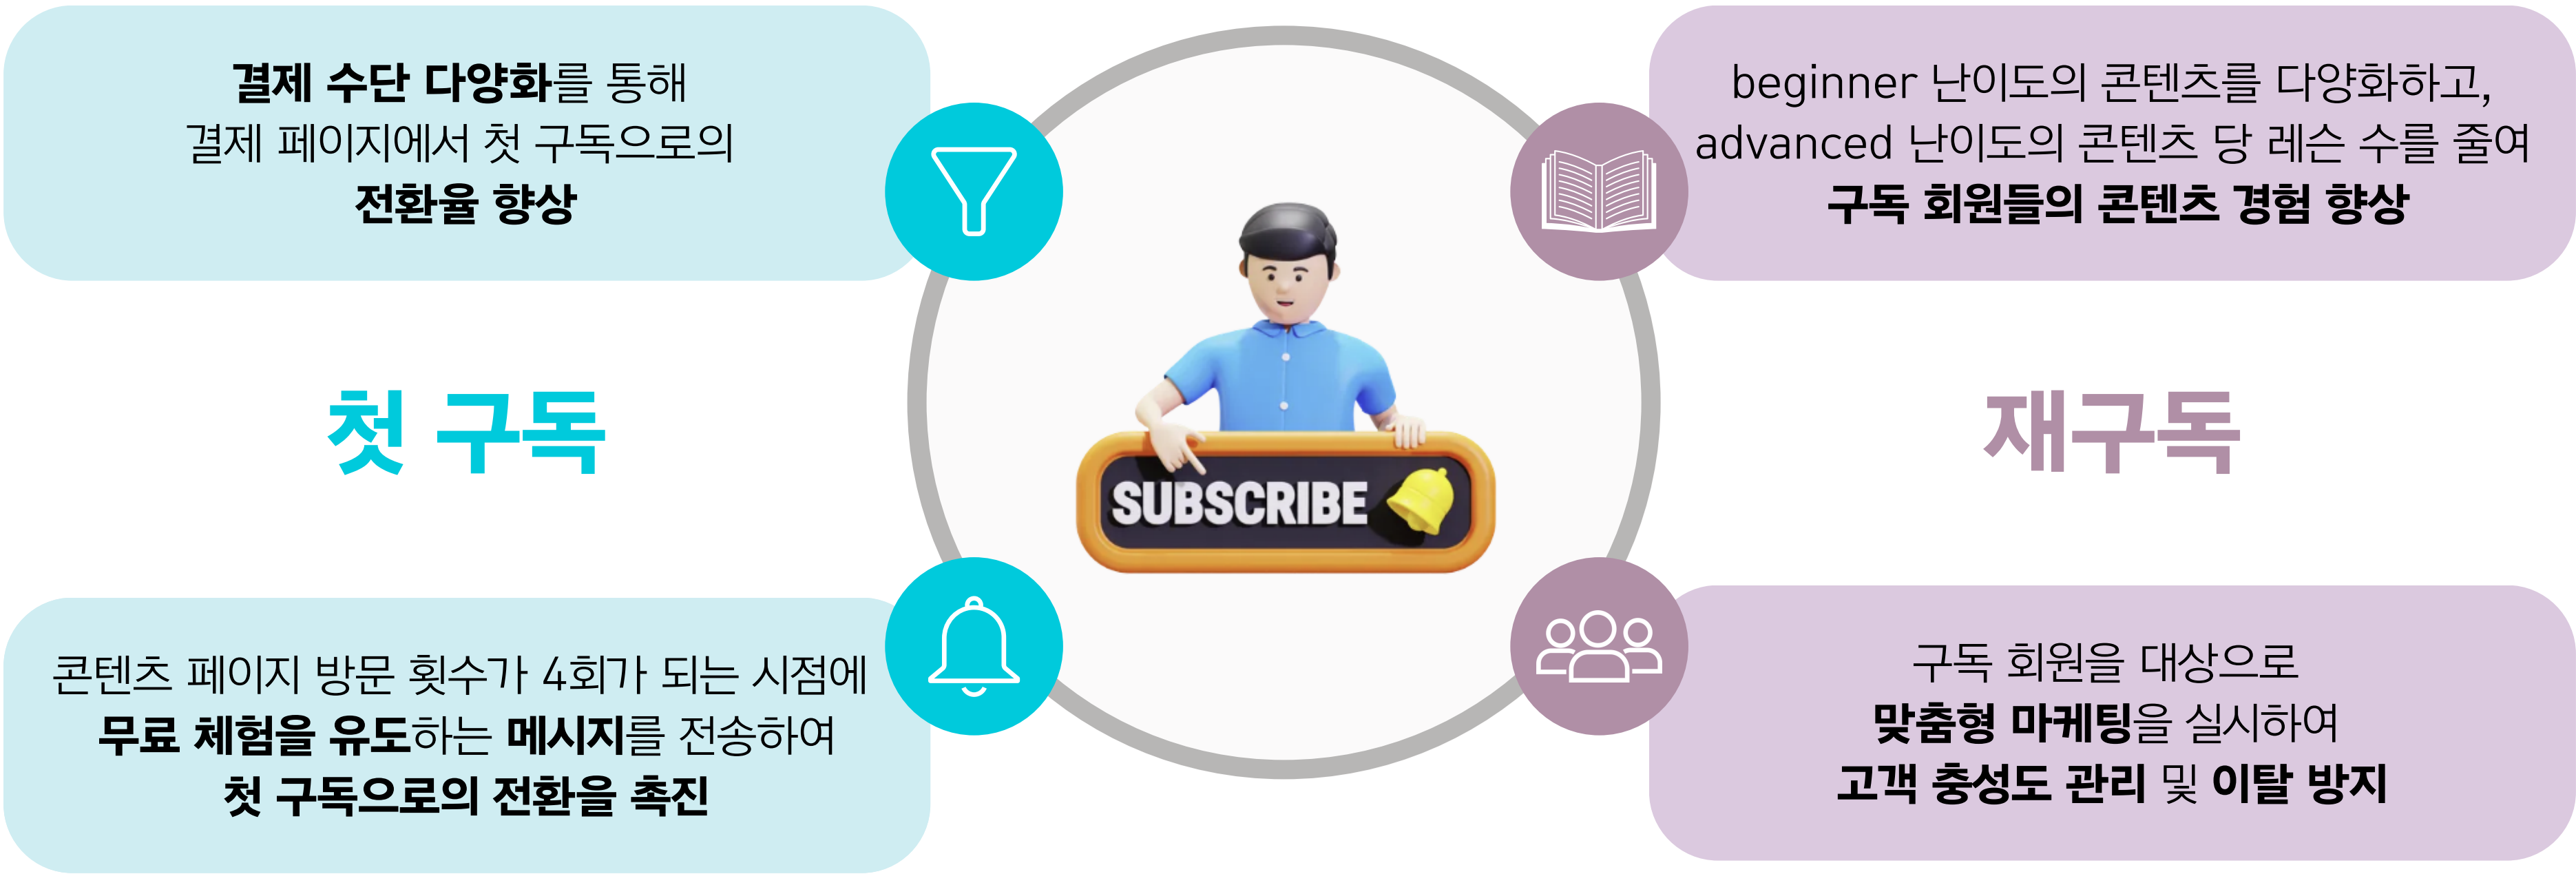 결제 수단 다양화를 통해
결제 페이지에서 첫 구독으로의
전환율 향상
첫 구독
콘텐츠 페이지 방문 횟수가 4회가 되는 시점에
무료 체험을 유도하는 메시지를 전송하여
첫 구독으로의 전환을 촉진
SUBSCRIBE
beginner 난이도의 콘텐츠를 다양화하고,
advanced 난이도의 콘텐츠 당 레슨 수를 줄여
구독 회원들의 콘텐츠 경험 향상
재구독
구독 회원을 대상으로
맞춤형 마케팅을 실시하여
고객 충성도 관리 및 이탈 방지